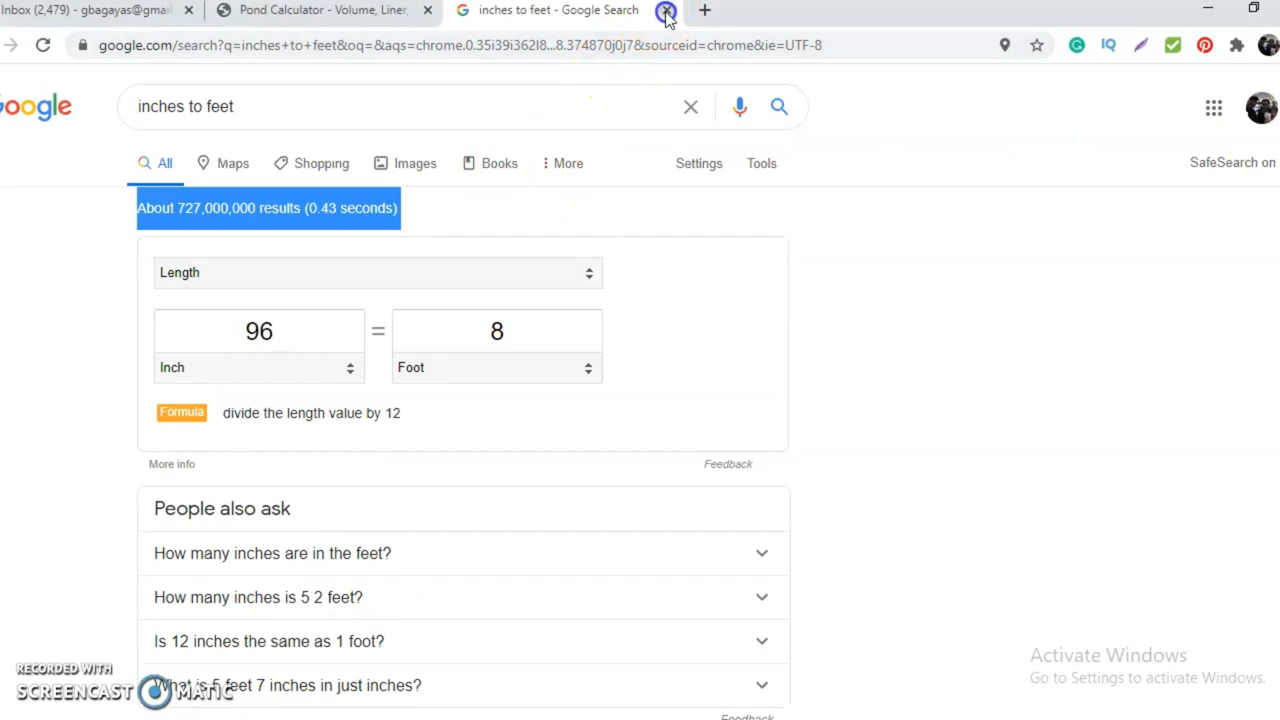 Inbox (2,479) - gbagayas@gmail
Pond Calculator - Volume, Liner,
inches to feet - Google Search
google.com/search?q=inches+to+feet&oq=&aqs=chrome.0.35i39i362l8...8.374870j0j7&sourceid=chrome&ie=UTF-8
IQ
Google
inches to feet
All
Maps
Shopping
Images
Books
More
Settings
Tools
SafeSearch on
About 727,000,000 results (0.43 seconds)
Length
96 = 8
Inch
Foot
Formula
divide the length value by 12
More info
Feedback
People also ask
How many inches are in the feet?
How many inches is 5 2 feet?
Is 12 inches the same as 1 foot?
What is 5 feet 7 inches in just inches?
Feedback
Activate Windows
Go to Settings to activate Windows.
RECORDED WITH
SCREENCAST MATIC